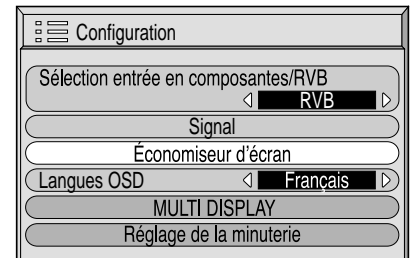 Configuration
Sélection entrée en composantes/RVB
RVB
Signal
Économiseur d'écran
Langues OSD Français
MULTI DISPLAY
Réglage de la minuterie